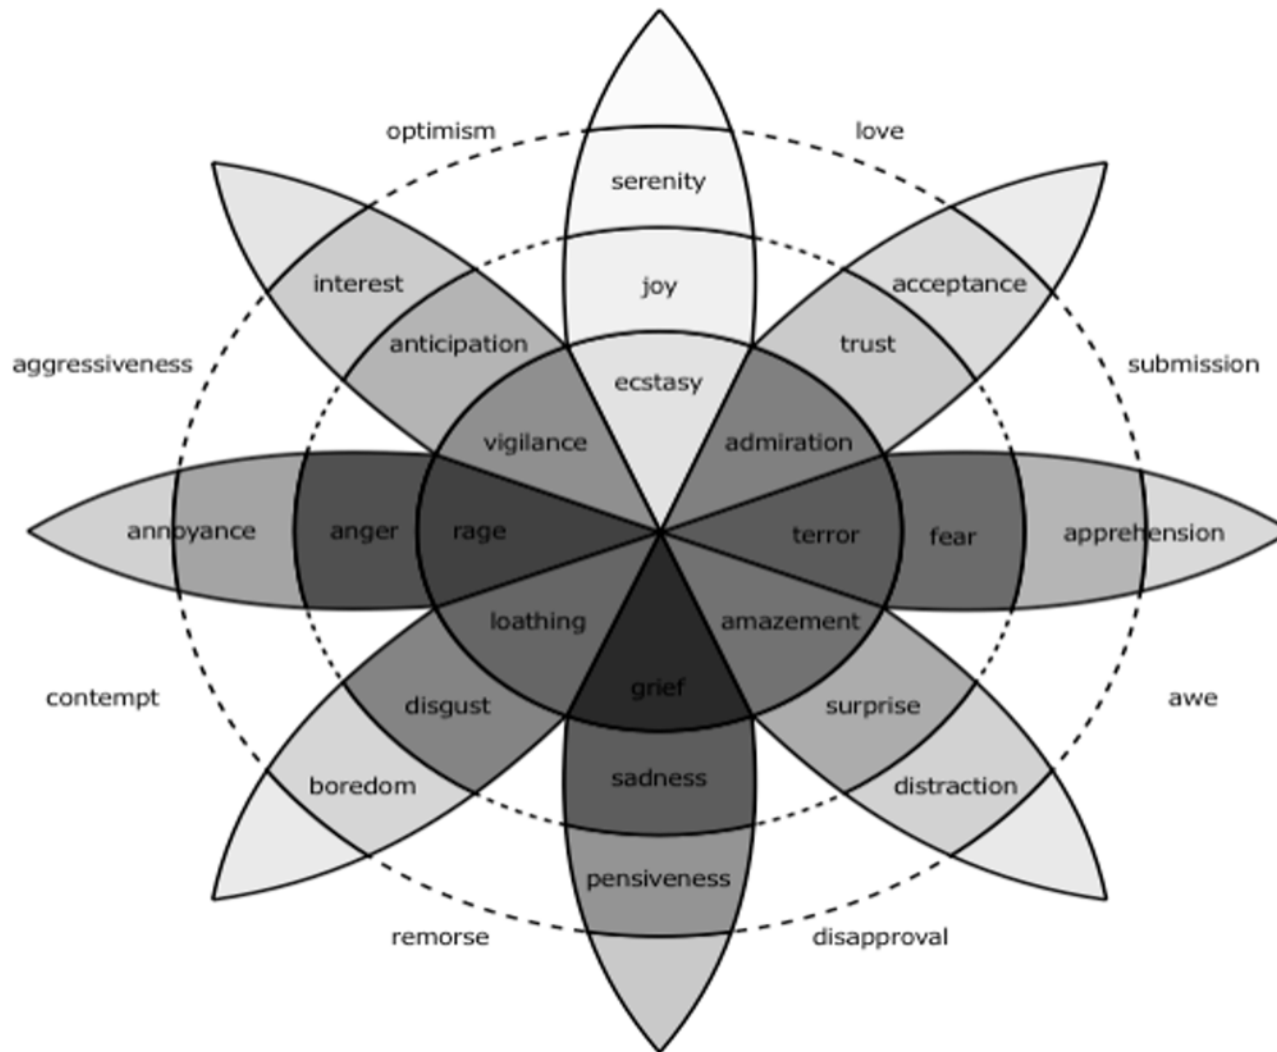 optimism
love
serenity
interest
joy
acceptance
anticipation
trust
aggressiveness
submission
ecstasy
vigilance
admiration
annoyance
anger
rage
terror
fear
apprehension
loathing
amazement
grief
contempt
awe
disgust
surprise
sadness
boredom
distraction
pensiveness
remorse
disapproval